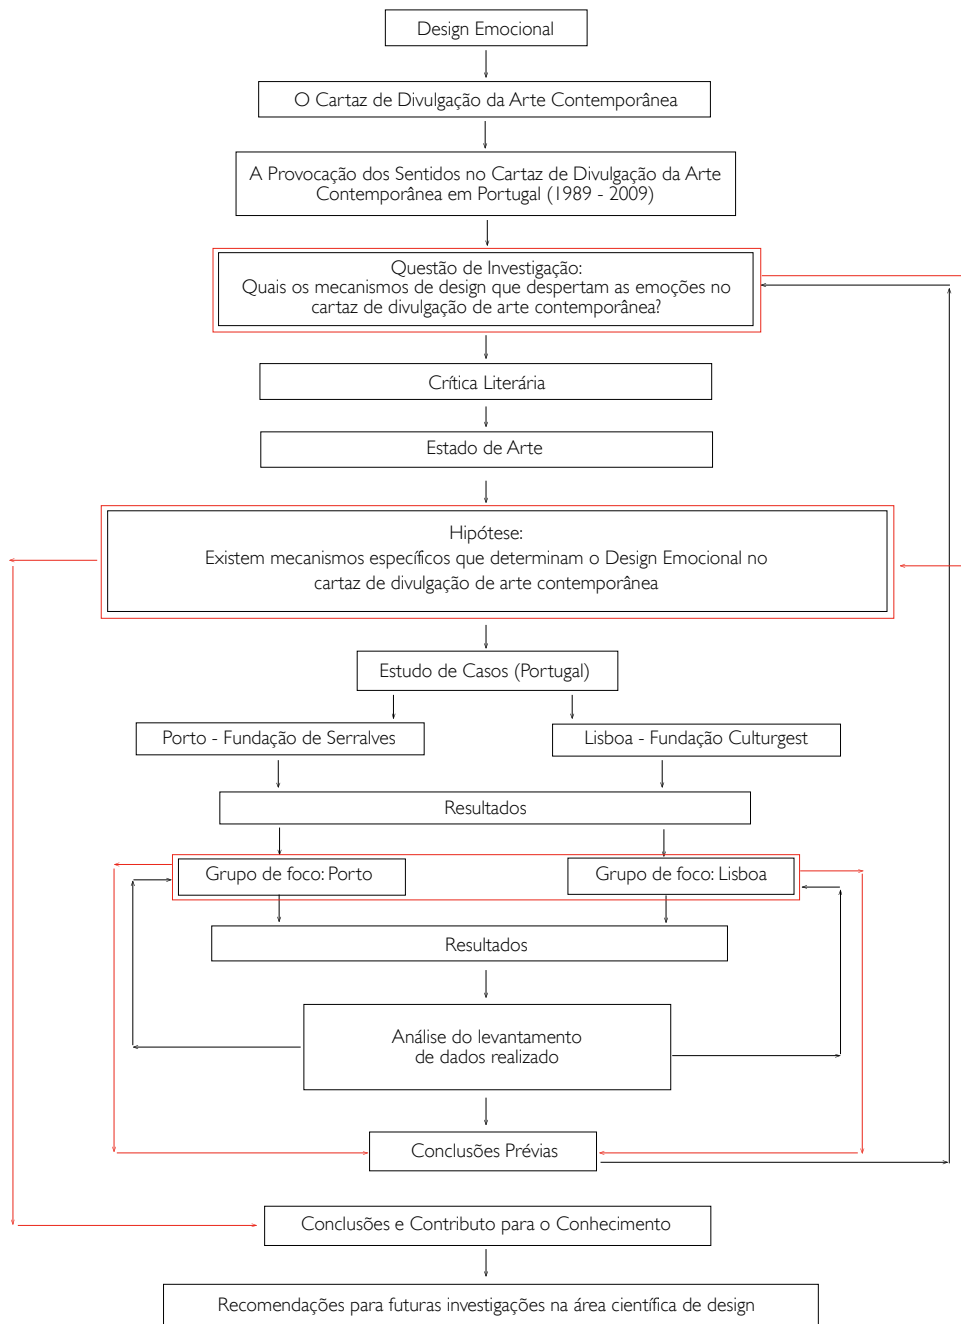 Design Emocional
O Cartaz de Divulgação da Arte Contemporânea
A Provocação dos Sentidos no Cartaz de Divulgação da Arte
Contemporânea em Portugal (1989 - 2009)
Questão de Investigação:
Quais os mecanismos de design que despertam as emoções no
cartaz de divulgação de arte contemporânea?
Crítica Literária
Estado de Arte
Hipótese:
Existem mecanismos específicos que determinam o Design Emocional no
cartaz de divulgação de arte contemporânea
Estudo de Casos (Portugal)
Porto - Fundação de Serralves
Lisboa - Fundação Culturgest
Resultados
Grupo de foco: Porto
Grupo de foco: Lisboa
Resultados
Análise do levantamento
de dados realizado
Conclusões Prévias
Conclusões e Contributo para o Conhecimento
Recomendações para futuras investigações na área científica de design